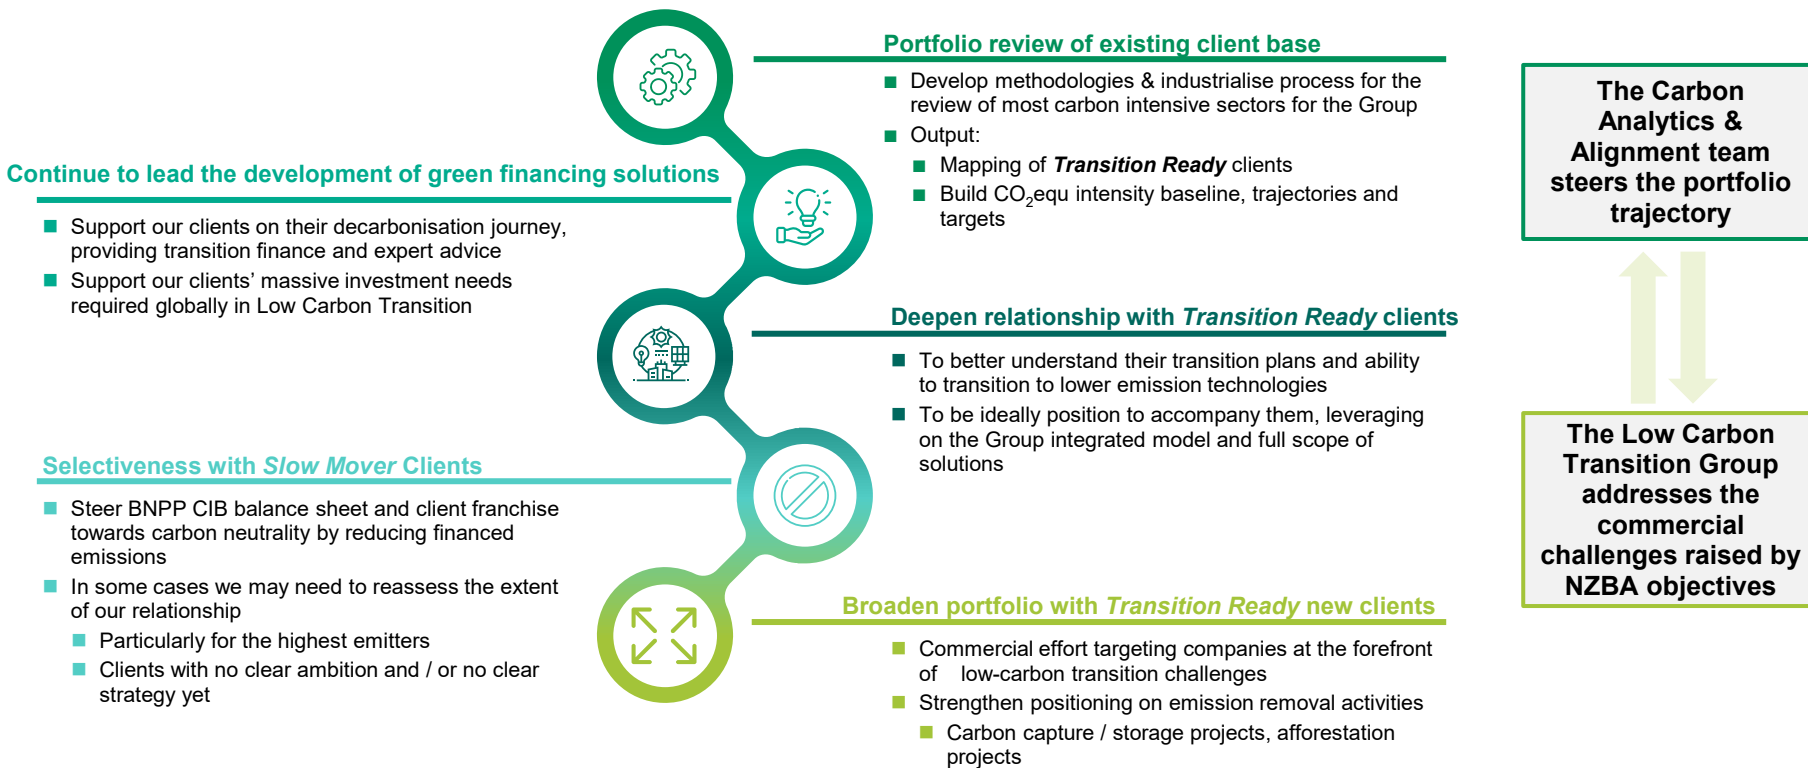 Portfolio review of existing client base
Develop methodologies & industrialise process for the
review of most carbon intensive sectors for the Group
Output:
Mapping of Transition Ready clients
Build CO2equ intensity baseline, trajectories and
targets
Continue to lead the development of green financing solutions
Support our clients on their decarbonisation journey,
providing transition finance and expert advice
Support our clients' massive investment needs
required globally in Low Carbon Transition
Deepen relationship with Transition Ready clients
To better understand their transition plans and ability
to transition to lower emission technologies
To be ideally position to accompany them, leveraging
on the Group integrated model and full scope of
solutions
Selectiveness with Slow Mover Clients
Steer BNPP CIB balance sheet and client franchise
towards carbon neutrality by reducing financed
emissions
In some cases we may need to reassess the extent
of our relationship
Particularly for the highest emitters
Clients with no clear ambition and / or no clear
strategy yet
Broaden portfolio with Transition Ready new clients
Commercial effort targeting companies at the forefront
of low-carbon transition challenges
Strengthen positioning on emission removal activities
Carbon capture / storage projects, afforestation
projects
The Carbon
Analytics &
Alignment team
steers the portfolio
trajectory
The Low Carbon
Transition Group
addresses the
commercial
challenges raised by
NZBA objectives